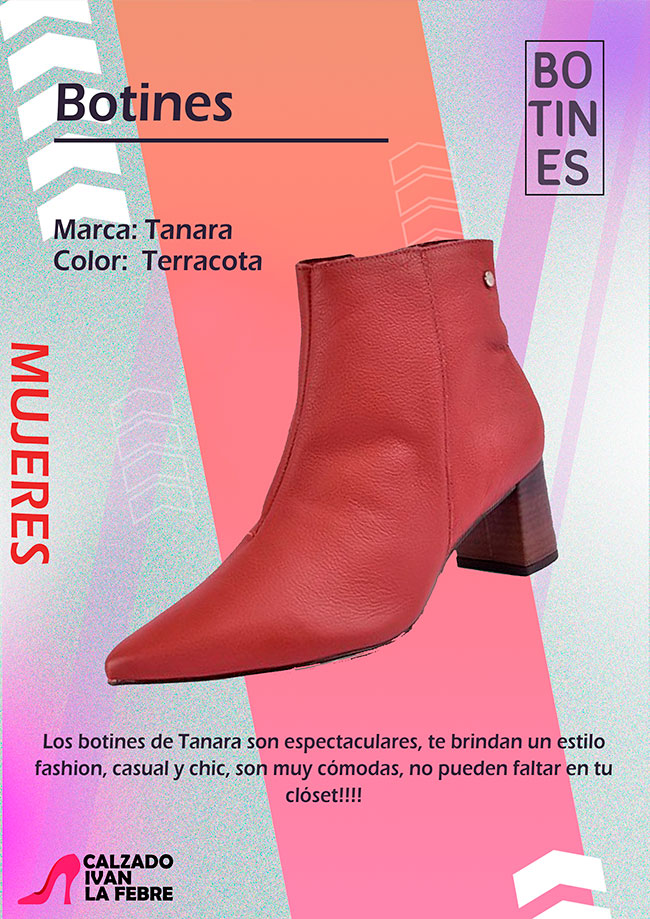 Botines
BO
TIN
ES
Marca: Tanara
Color: Terracota
MUJERES
Los botines de Tanara son espectaculares, te brindan un estilo
fashion, casual y chic, son muy cómodas, no pueden faltar en tu
clóset!!!!
CALZADO
IVAN
LA FEBRE